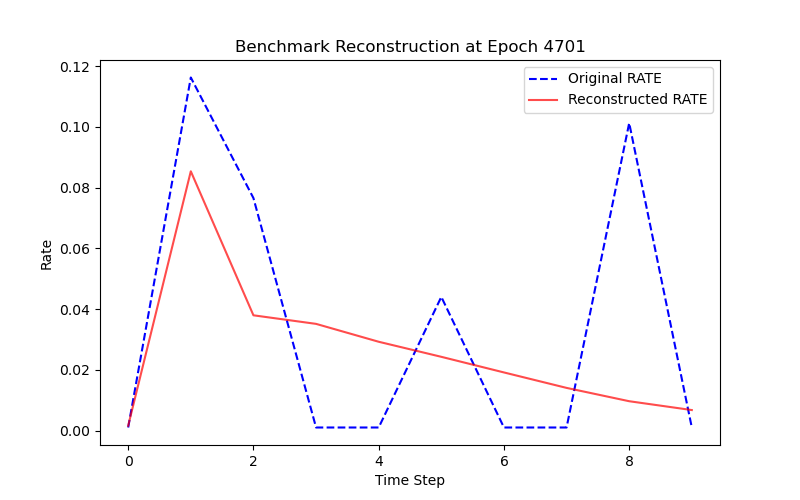 Benchmark Reconstruction at Epoch 4701
Original RATE
Reconstructed RATE
0.12
0.10
0.08
0.06
0.04
0.02
0.00
Rate
0 2 4 6 8
Time Step